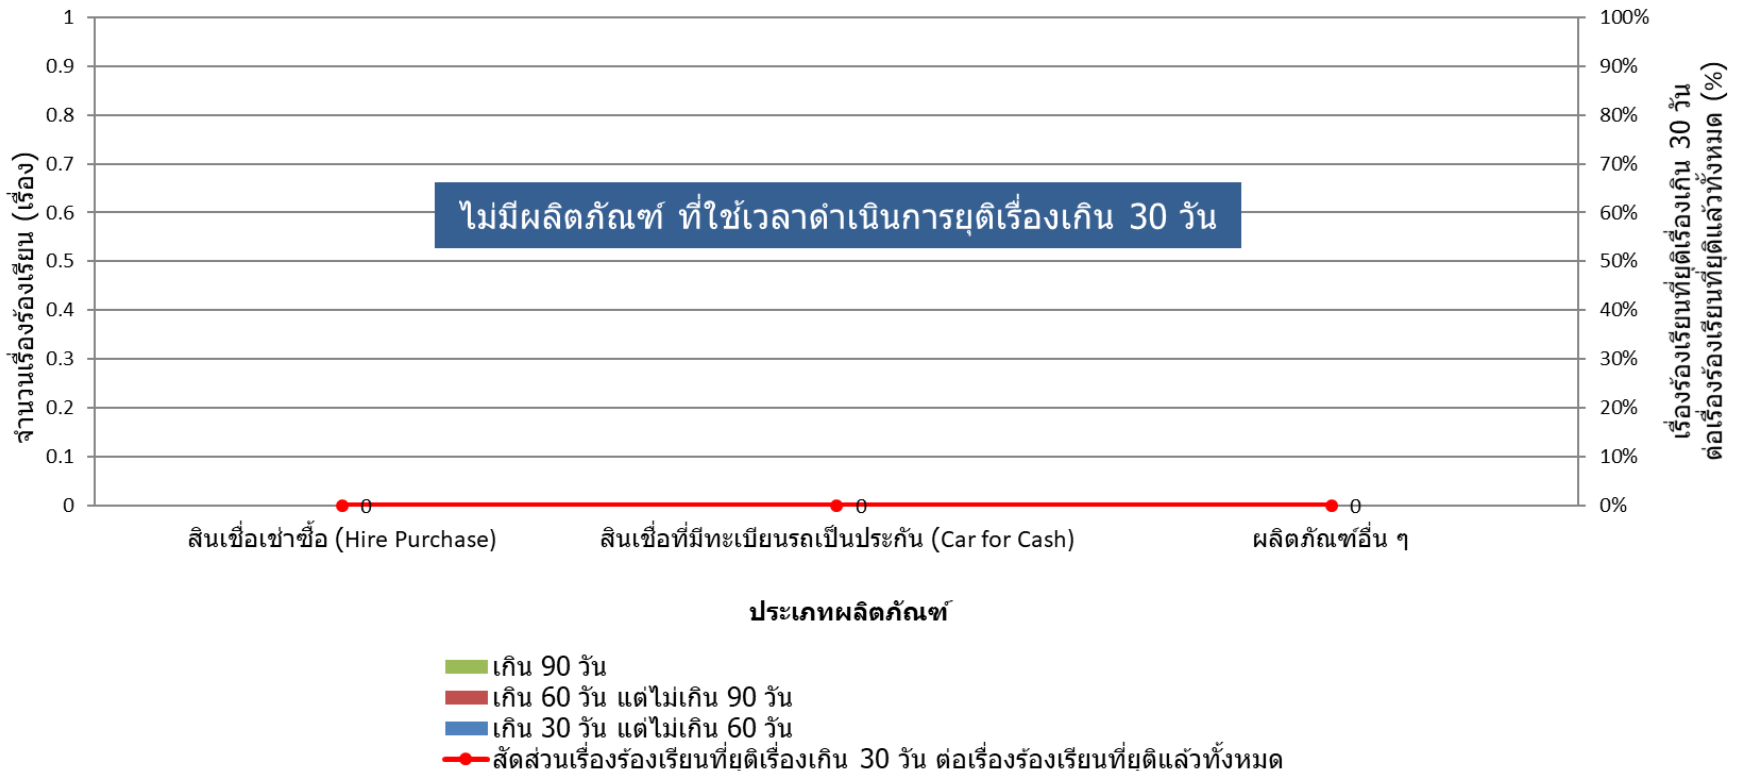 1
0.9
0.8
0.7
0.6
0.5
0.4
0.3
0.2
0.1
0
จำนวนเรื่องร้องเรียน (เรื่อง)
100%
90%
80%
70%
60%
50%
40%
30%
20%
10%
0%
เรื่องร้องเรียนที่ยุติเรื่องเกิน 30 วัน
ต่อเรื่องร้องเรียนที่ยุติแล้วทั้งหมด (%)
ไม่มีผลิตภัณฑ์ ที่ใช้เวลาดำเนินการยุติเรื่องเกิน 30 วัน
0 0 0
สินเชื่อเช่าซื้อ (Hire Purchase) สินเชื่อที่มีทะเบียนรถเป็นประกัน (Car for Cash) ผลิตภัณฑ์อื่น ๆ
ประเภทผลิตภัณฑ์
เกิน 90 วัน
เกิน 60 วัน แต่ไม่เกิน 90 วัน
เกิน 30 วัน แต่ไม่เกิน 60 วัน
สัดส่วนเรื่องร้องเรียนที่ยุติเรื่องเกิน 30 วัน ต่อเรื่องร้องเรียนที่ยุติแล้วทั้งหมด